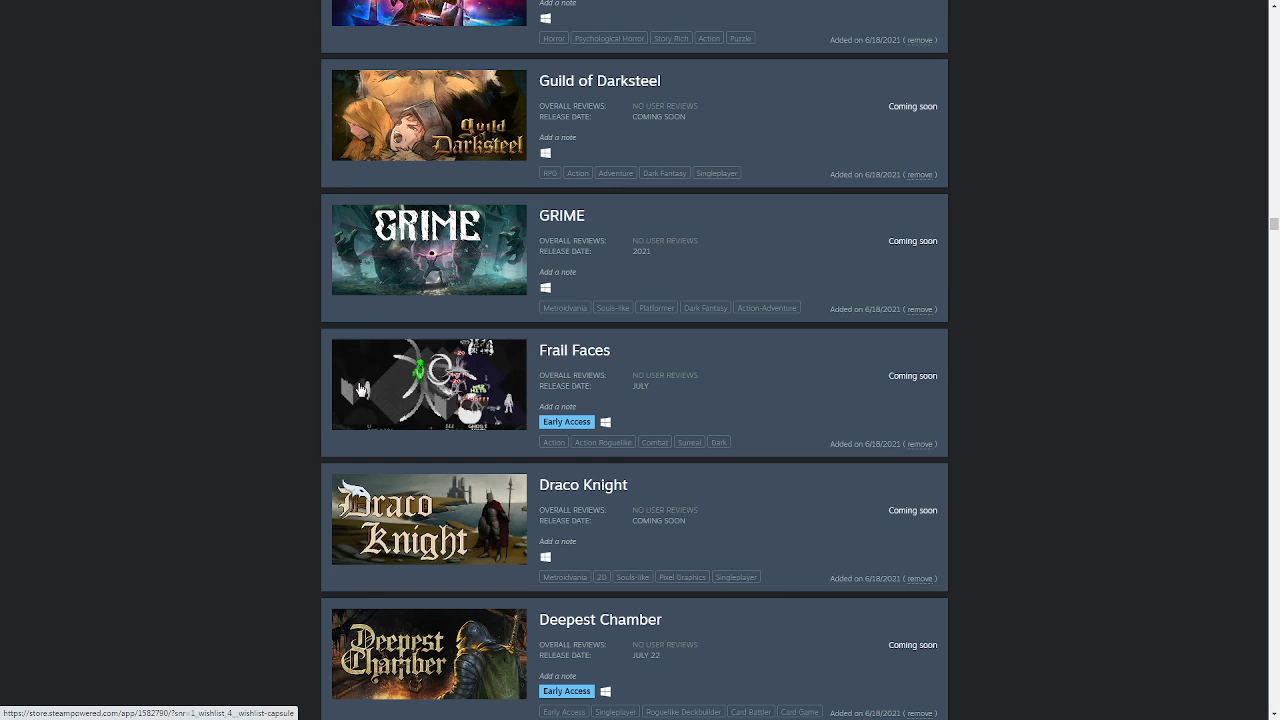 Add a note
Horror Psychological Horror Story Rich Action Puzzle
Added on 6/18/2021 ( remove )
Guild of Darksteel
Guild of Darksteel
OVERALL REVIEWS: NO USER REVIEWS
Coming soon
RELEASE DATE: COMING SOON
Add a note
RPG Action Adventure Dark Fantasy Singleplayer
Added on 6/18/2021 ( remove )
GRIME
GRIME
OVERALL REVIEWS: NO USER REVIEWS
Coming soon
RELEASE DATE: 2021
Add a note
Metroidvania Souls-like Platformer Dark Fantasy Action-Adventure
Added on 6/18/2021 ( remove )
Frail Faces
OVERALL REVIEWS: NO USER REVIEWS
Coming soon
RELEASE DATE: JULY
Add a note
Early Access
Action Action Roguelike Combat Surreal Dark
Added on 6/18/2021 ( remove )
Draco Knight
Draco Knight
OVERALL REVIEWS: NO USER REVIEWS
Coming soon
RELEASE DATE: COMING SOON
Add a note
Metroidvania 2D Souls-like Pixel Graphics Singleplayer
Added on 6/18/2021 ( remove )
Deepest Chamber
Deepest Chamber
OVERALL REVIEWS: NO USER REVIEWS
Coming soon
RELEASE DATE: JULY 22
Add a note
Early Access
Early Access Singleplayer Roguelike Deckbuilder Card Battler Card Game
Added on 6/18/2021 ( remove )
https://store.steampowered.com/app/1582790/?snr=1_wishlist_4__wishlist-capsule